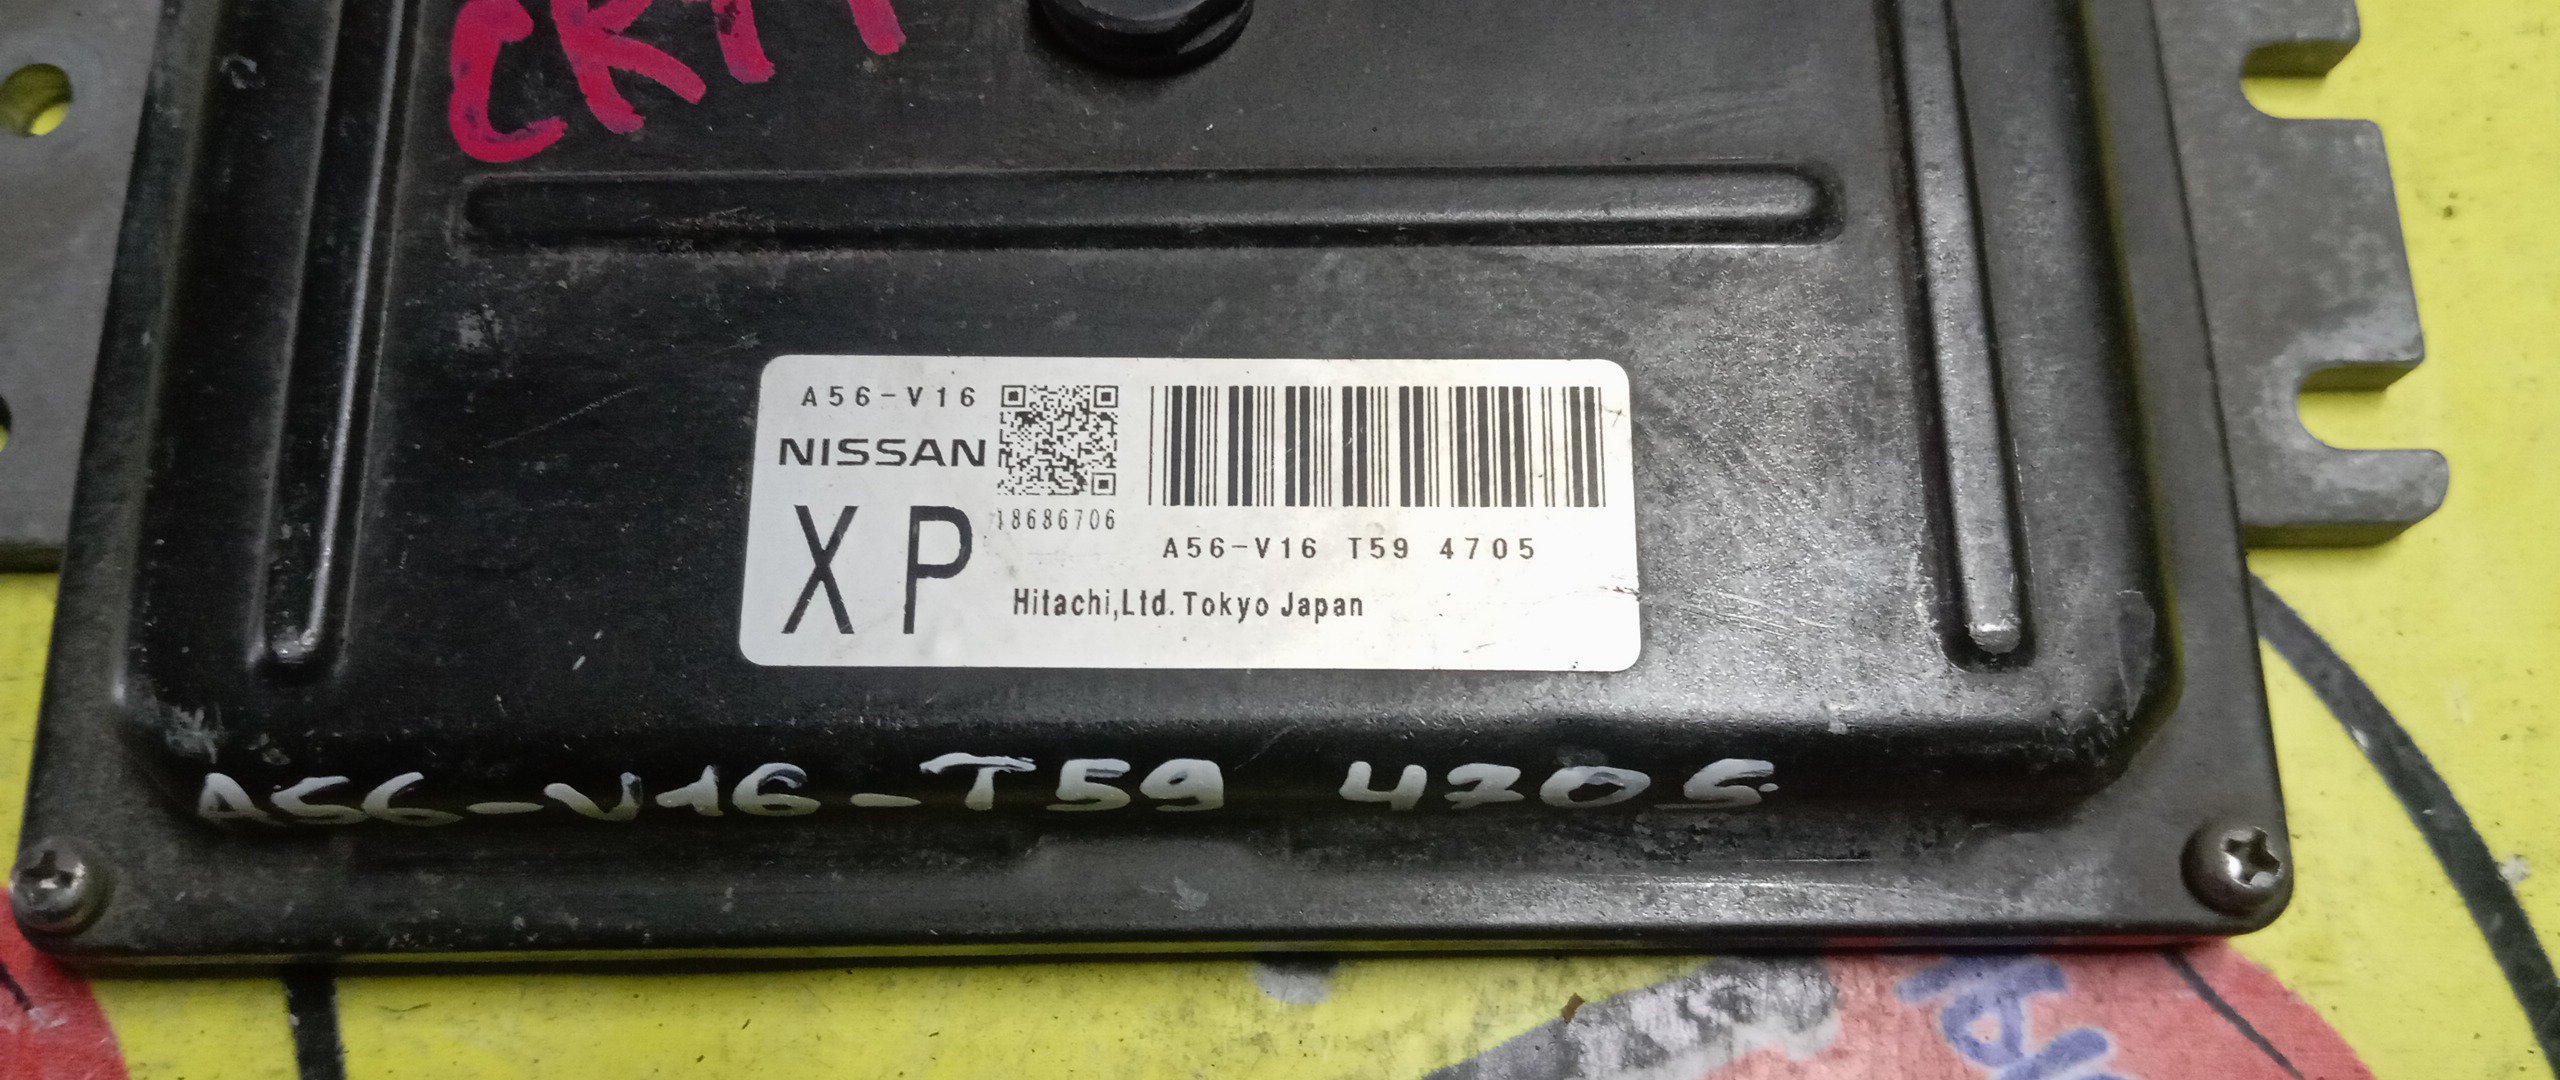 A56-V16
NISSAN
XP
18686706
A56-V16 T59 4705
Hitachi,Ltd. Tokyo Japan
A56-V16-T59 4705